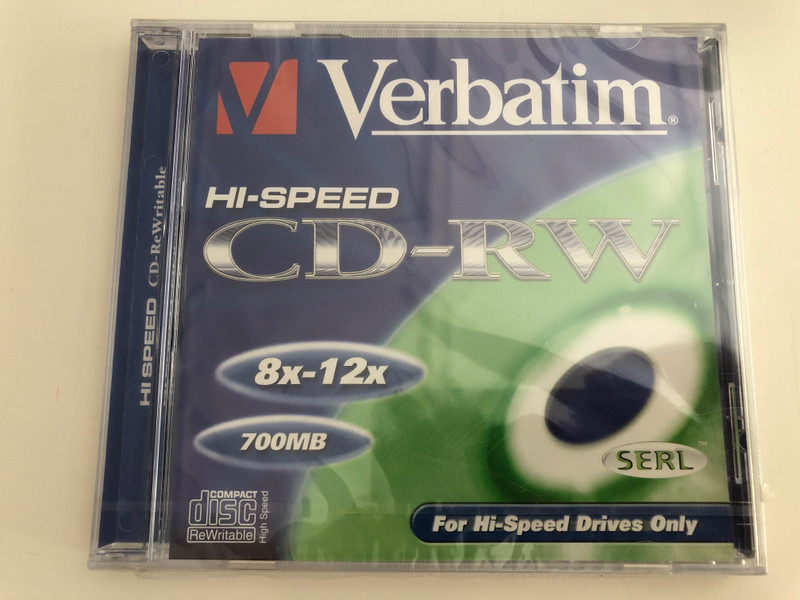 Verbatim®
HI-SPEED
CD-RW
8x-12x
700MB
SERL™
For Hi-Speed Drives Only
COMPACT
disc
ReWritable
High Speed
HI SPEED CD-ReWritable